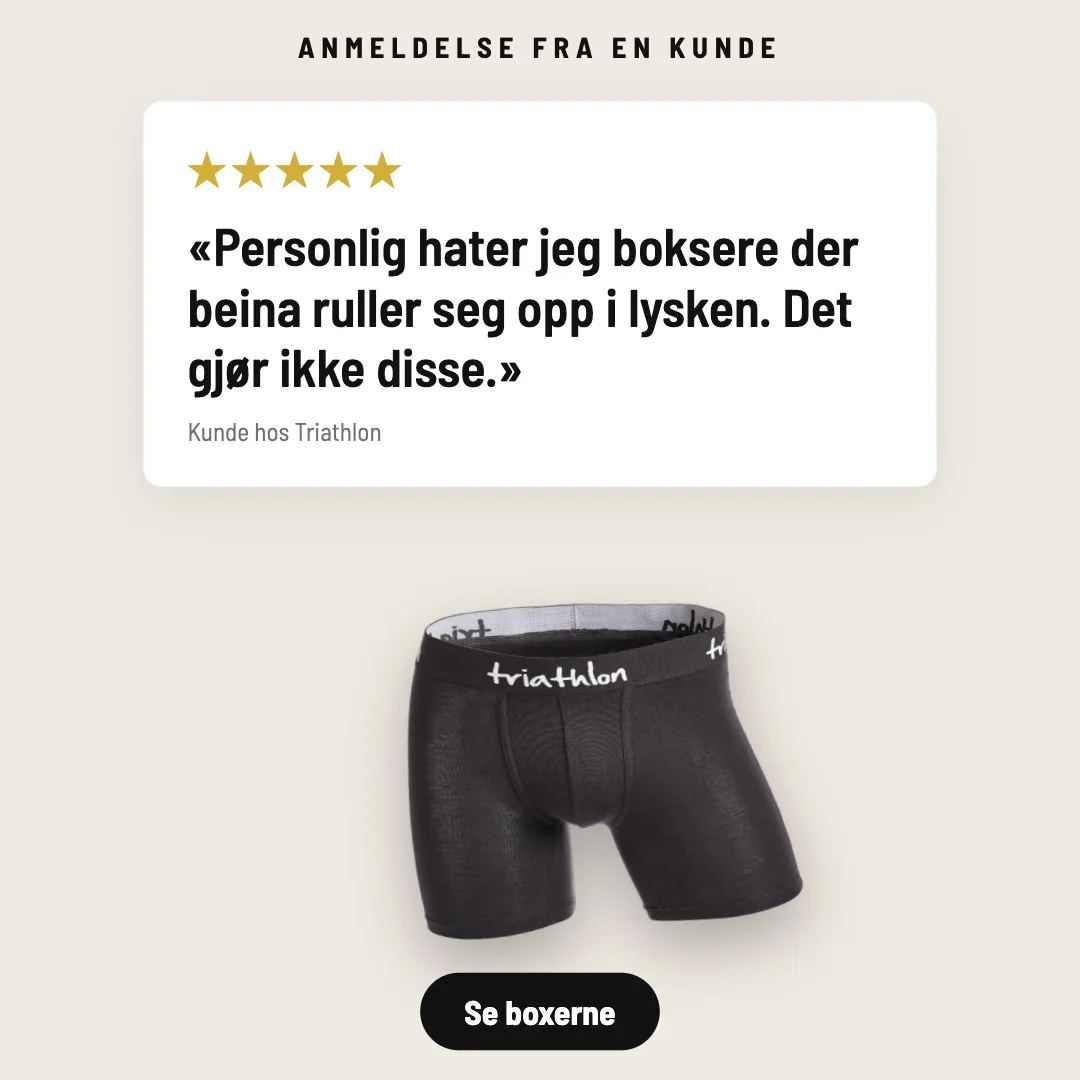 ANMELDELSE FRA EN KUNDE
«Personlig hater jeg boksere der
beina ruller seg opp i lysken. Det
gjør ikke disse.»
Kunde hos Triathlon
triathlon
Se boxerne